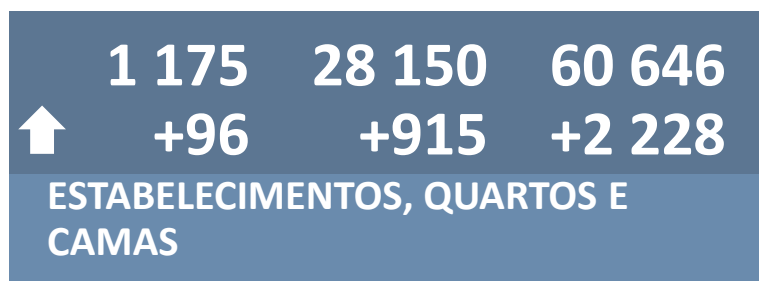 1 175 28 150 60 646
+96 +915 +2 228
ESTABELECIMENTOS, QUARTOS E
CAMAS